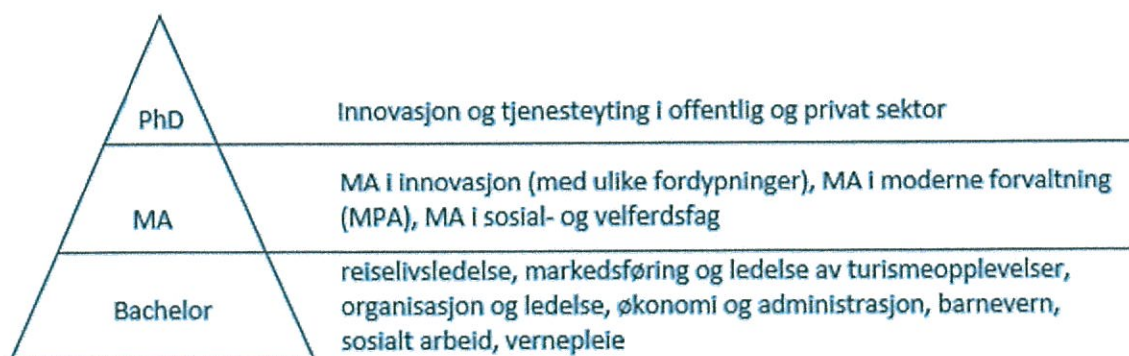 PhD
Innovasjon og tjenesteyting i offentlig og privat sektor
MA
MA i innovasjon (med ulike fordypninger), MA i moderne forvaltning
(MPA), MA i sosial- og velferdsfag
Bachelor
reiselivsledelse, markedsføring og ledelse av turismeopplevelser,
organisasjon og ledelse, økonomi og administrasjon, barnevern,
sosialt arbeid, vernepleie